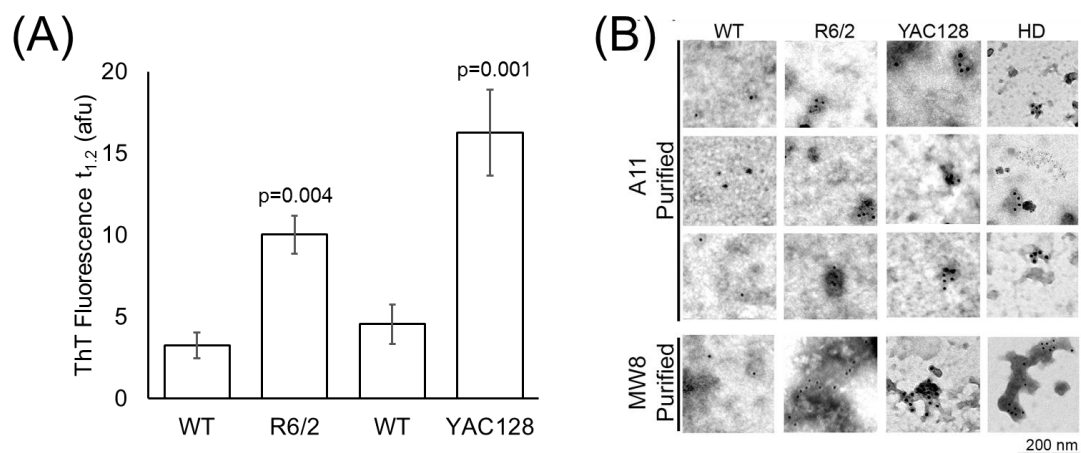 (A)
ThT Fluorescence t1.2 (afu)
20
15
10
5
0
p=0.004
p=0.001
WT R6/2 WT YAC128
(B)
WT R6/2 YAC128 HD
A11
Purified
MW8
Purified
200 nm